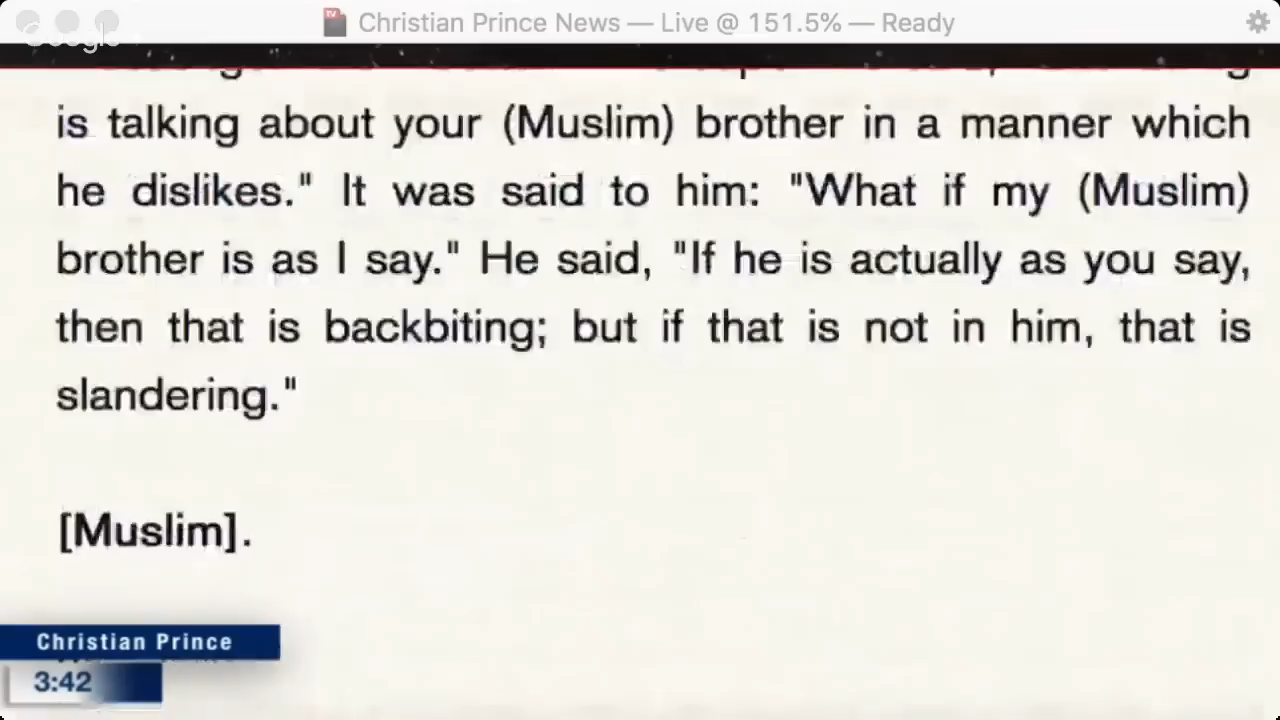 Christian Prince News — Live @ 151.5% — Ready
Google
is talking about your (Muslim) brother in a manner which
he dislikes." It was said to him: "What if my (Muslim)
brother is as I say." He said, "If he is actually as you say,
then that is backbiting; but if that is not in him, that is
slandering."
[Muslim].
Christian Prince
3:42